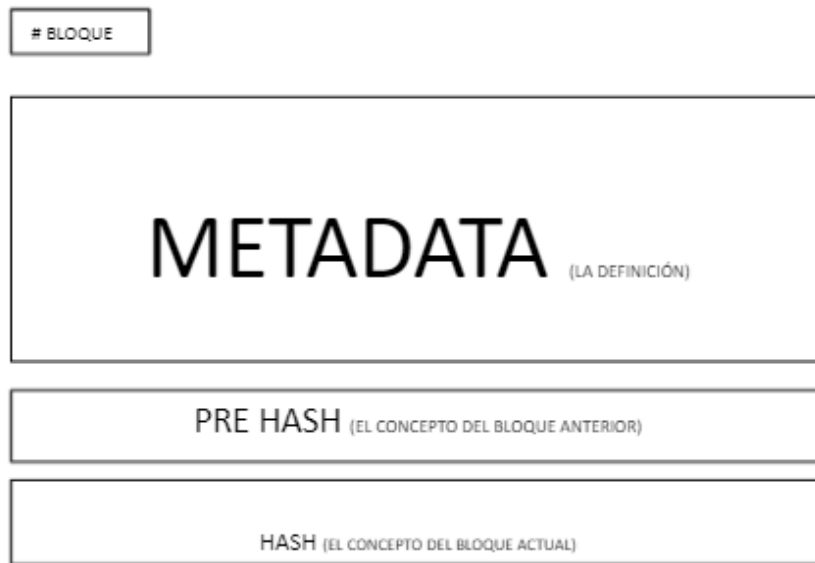 # BLOQUE
METADATA (LA DEFINICIÓN)
PRE HASH (EL CONCEPTO DEL BLOQUE ANTERIOR)
HASH (EL CONCEPTO DEL BLOQUE ACTUAL)